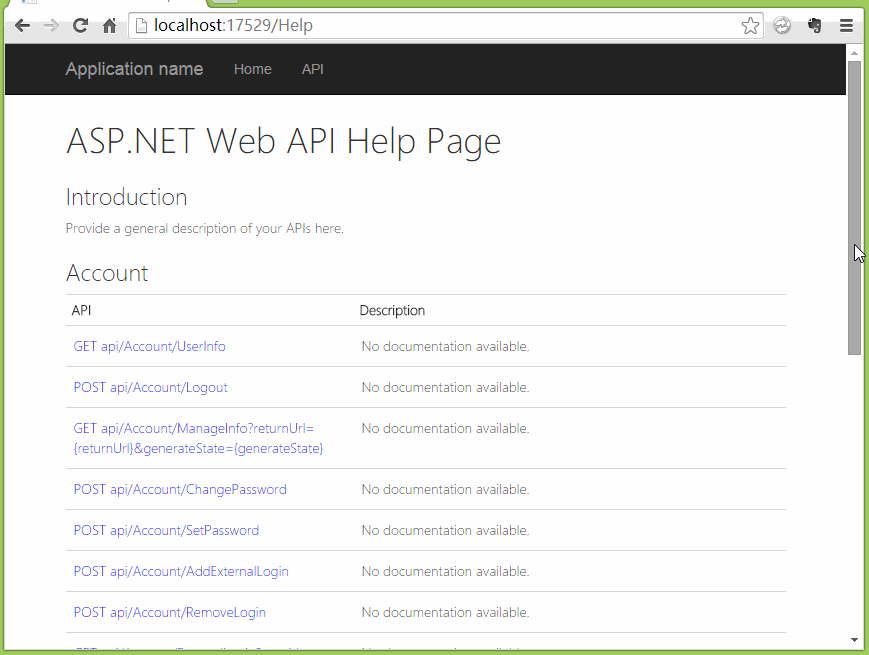 localhost:17529/Help
Application name Home API
ASP.NET Web API Help Page
Introduction
Provide a general description of your APIs here.
Account
API Description
GET api/Account/UserInfo No documentation available.
POST api/Account/Logout No documentation available.
GET api/Account/ManageInfo?returnUrl= No documentation available.
{returnUrl}&generateState={generateState}
POST api/Account/ChangePassword No documentation available.
POST api/Account/SetPassword No documentation available.
POST api/Account/AddExternalLogin No documentation available.
POST api/Account/RemoveLogin No documentation available.